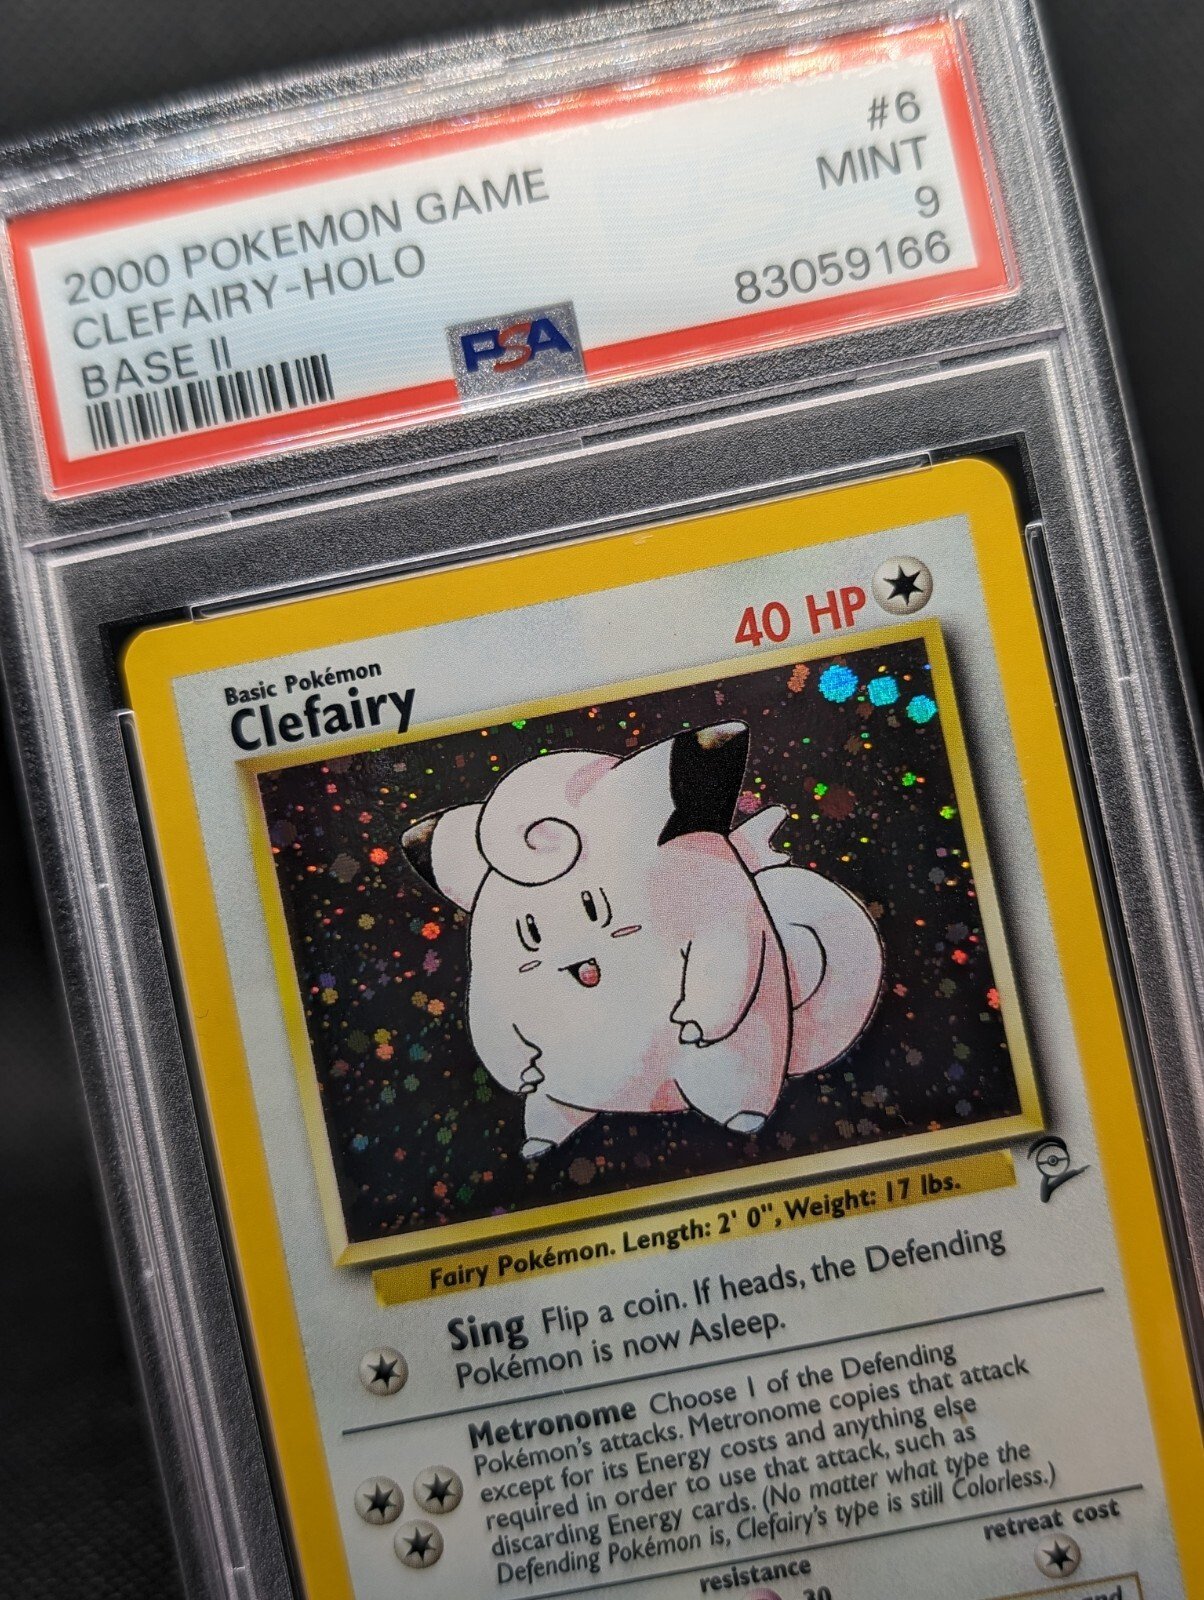 2000 POKEMON GAME
CLEFAIRY-HOLO
BASE II
#6
MINT
9
83059166
PSA
Basic Pokémon
Clefairy
40 HP
Fairy Pokémon. Length: 2' 0", Weight: 17 lbs.
Sing Flip a coin. If heads, the Defending
Pokémon is now Asleep.
Metronome Choose 1 of the Defending
Pokémon's attacks. Metronome copies that attack
except for its Energy costs and anything else
required in order to use that attack, such as
discarding Energy cards. (No matter what type the
Defending Pokémon is, Clefairy's type is still Colorless.)
resistance
retreat cost
30
and